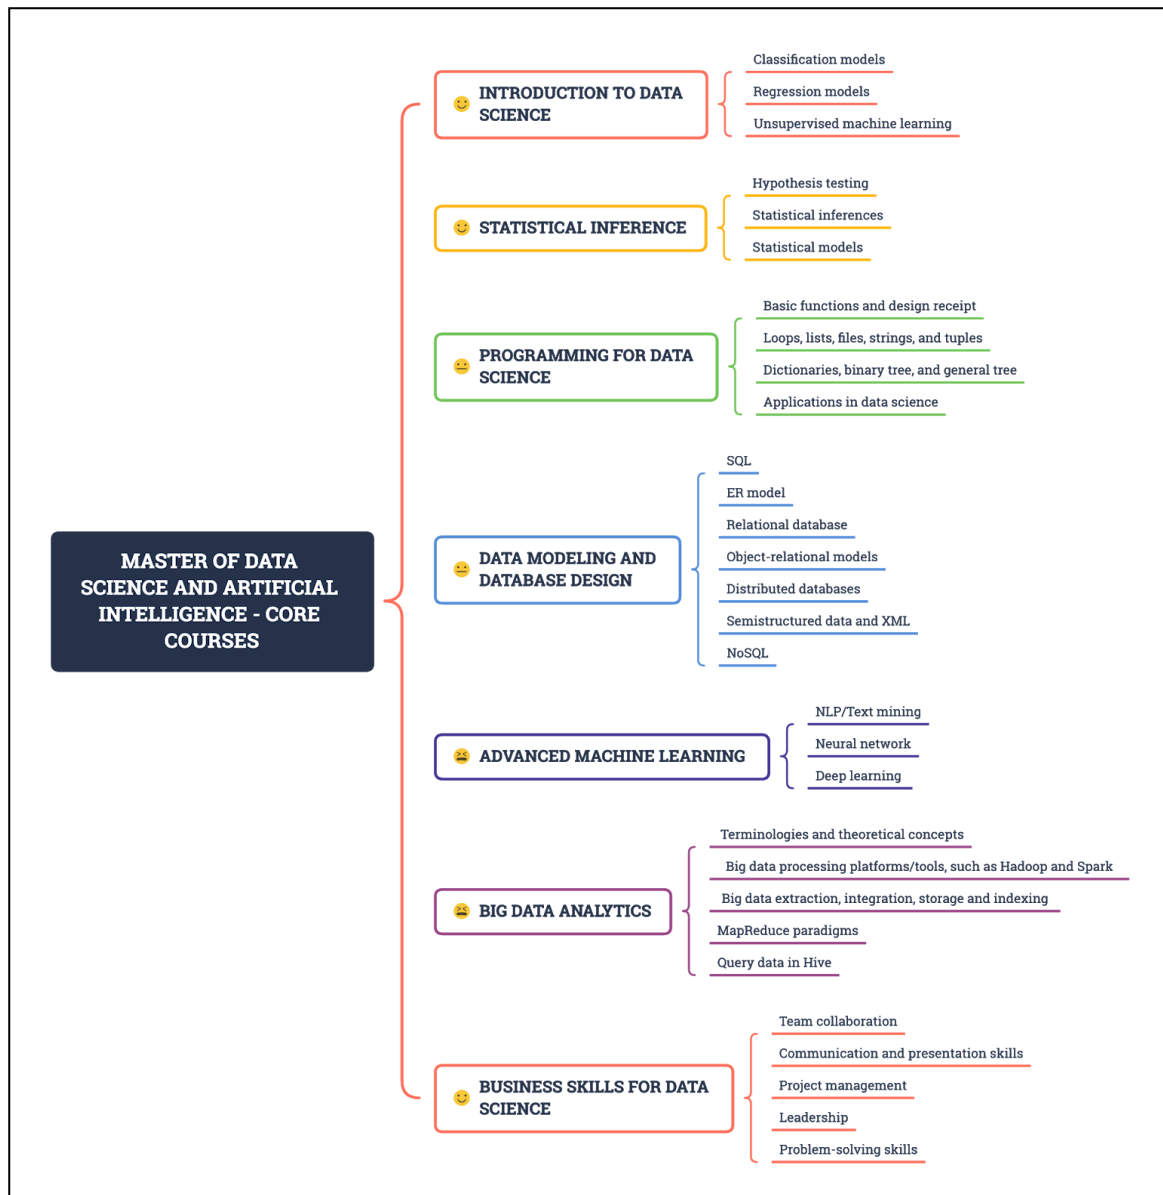 MASTER OF DATA
SCIENCE AND ARTIFICIAL
INTELLIGENCE - CORE
COURSES
INTRODUCTION TO DATA
SCIENCE
Classification models
Regression models
Unsupervised machine learning
STATISTICAL INFERENCE
Hypothesis testing
Statistical inferences
Statistical models
PROGRAMMING FOR DATA
SCIENCE
Basic functions and design receipt
Loops, lists, files, strings, and tuples
Dictionaries, binary tree, and general tree
Applications in data science
DATA MODELING AND
DATABASE DESIGN
SQL
ER model
Relational database
Object-relational models
Distributed databases
Semistructured data and XML
NoSQL
ADVANCED MACHINE LEARNING
NLP/Text mining
Neural network
Deep learning
BIG DATA ANALYTICS
Terminologies and theoretical concepts
Big data processing platforms/tools, such as Hadoop and Spark
Big data extraction, integration, storage and indexing
MapReduce paradigms
Query data in Hive
BUSINESS SKILLS FOR DATA
SCIENCE
Team collaboration
Communication and presentation skills
Project management
Leadership
Problem-solving skills